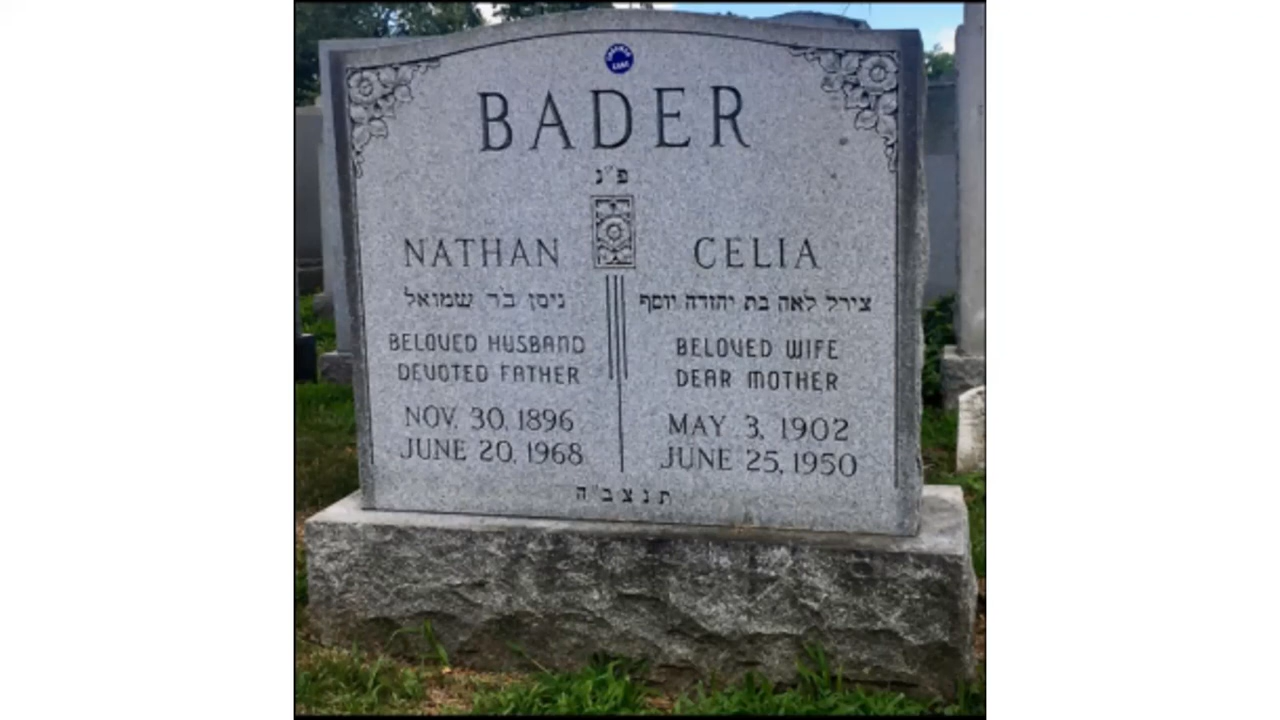 BADER
פ"נ
NATHAN
ניסן ב"ר שמואל
BELOVED HUSBAND
DEVOTED FATHER
NOV. 30, 1896
JUNE 20, 1968
CELIA
צירל לאה בת יהודה יוסף
BELOVED WIFE
DEAR MOTHER
MAY 3, 1902
JUNE 25, 1950
תנצב"ה